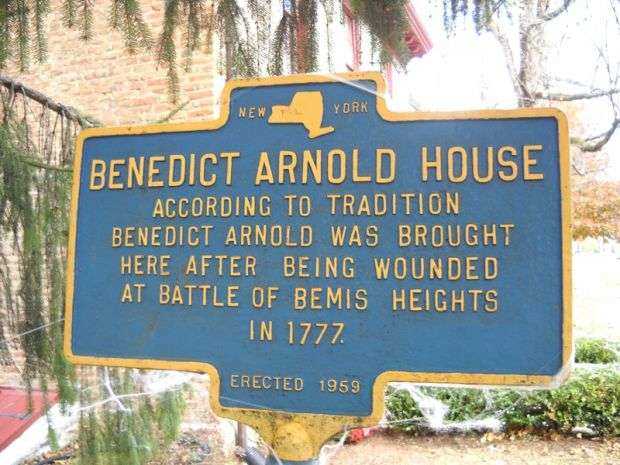 NEW YORK
BENEDICT ARNOLD HOUSE
ACCORDING TO TRADITION
BENEDICT ARNOLD WAS BROUGHT
HERE AFTER BEING WOUNDED
AT BATTLE OF BEMIS HEIGHTS
IN 1777.
ERECTED 1959